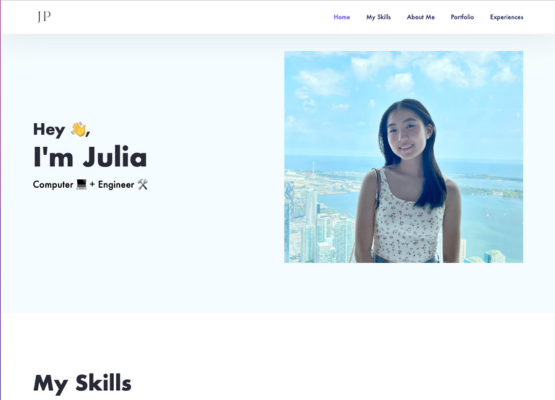 JP
Home My Skills About Me Portfolio Experiences
Hey 👋,
I'm Julia
Computer 💻 + Engineer 🛠️
My Skills